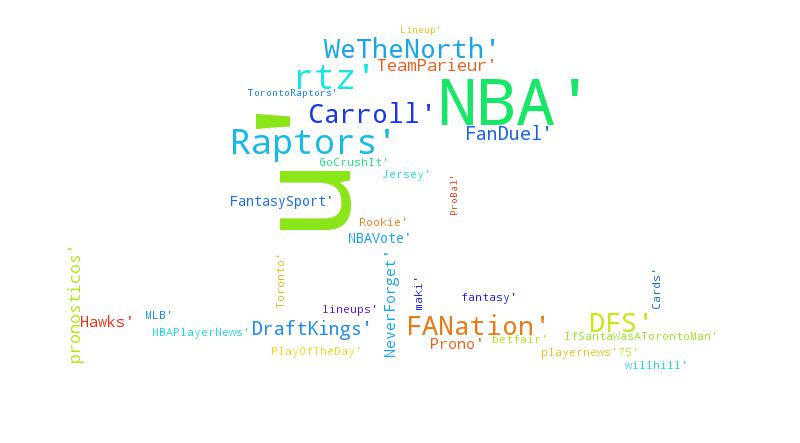 Lineup'
WeTheNorth'
TeamParieur'
rtz'
TorontoRaptors'
NBA'
Carroll'
FanDuel'
Raptors'
GoCrushIt'
Jersey'
u'
FantasySport'
ProBal'
Rookie'
NBAVote'
pronosticos'
Toronto'
NeverForget'
maki'
Cards'
fantasy'
lineups'
MLB'
Hawks'
NBAPlayerNews'
DraftKings'
FANation'
DFS'
IfSantaWasATorontoMan'
betfair'
Prono'
PlayOfTheDay'
playernews'75'
willhill'